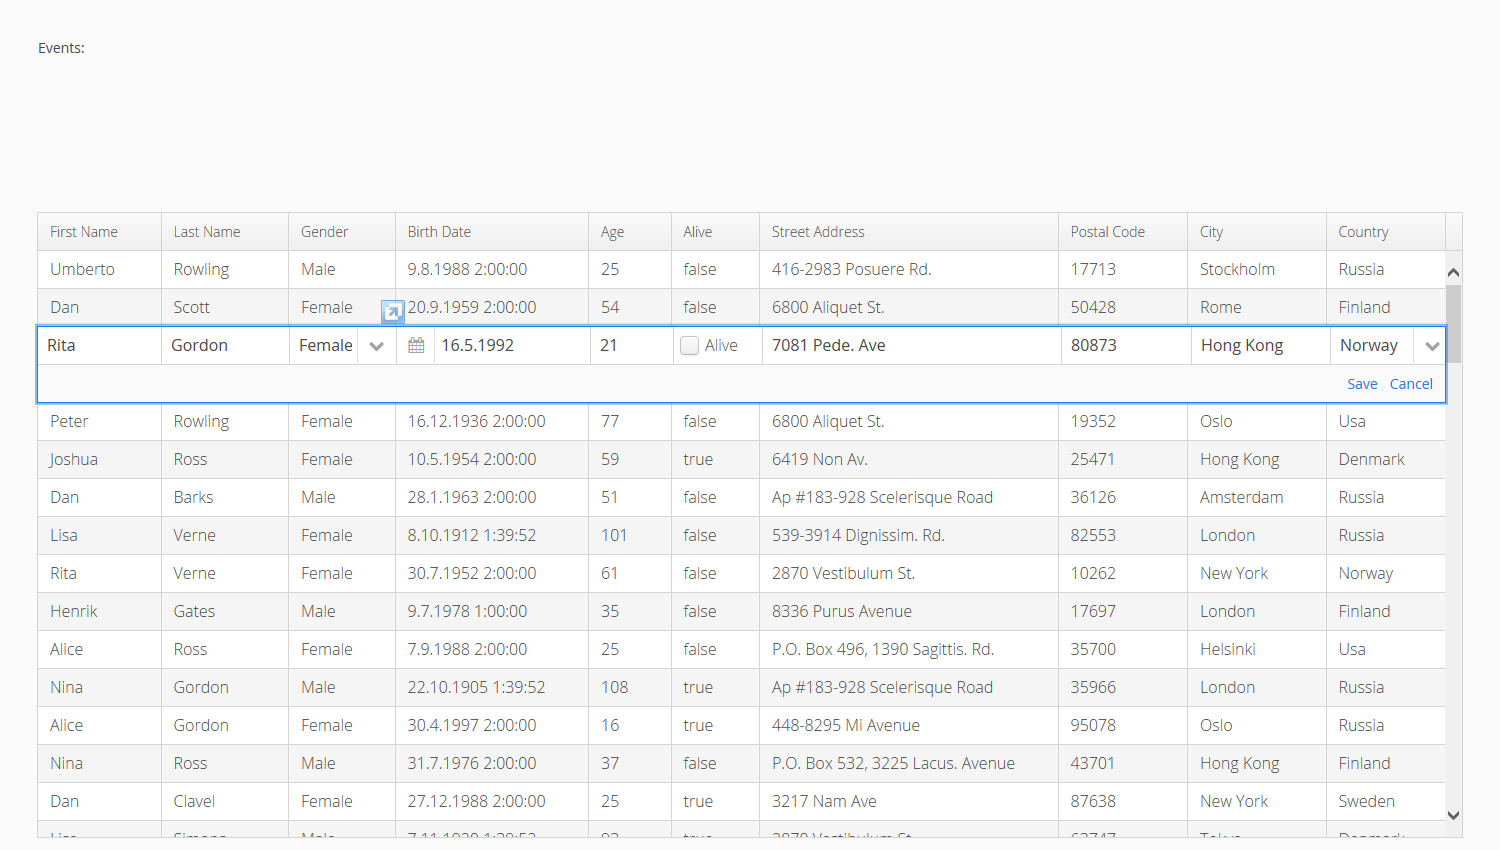 Events:
First Name Last Name Gender Birth Date Age Alive Street Address Postal Code City Country
Umberto Rowling Male 9.8.1988 2:00:00 25 false 416-2983 Posuere Rd. 17713 Stockholm Russia
Dan Scott Female 20.9.1959 2:00:00 54 false 6800 Aliquet St. 50428 Rome Finland
Rita Gordon Female 16.5.1992 21 Alive 7081 Pede. Ave 80873 Hong Kong Norway
Save Cancel
Peter Rowling Female 16.12.1936 2:00:00 77 false 6800 Aliquet St. 19352 Oslo Usa
Joshua Ross Female 10.5.1954 2:00:00 59 true 6419 Non Av. 25471 Hong Kong Denmark
Dan Barks Male 28.1.1963 2:00:00 51 false Ap #183-928 Scelerisque Road 36126 Amsterdam Russia
Lisa Verne Female 8.10.1912 1:39:52 101 false 539-3914 Dignissim. Rd. 82553 London Russia
Rita Verne Female 30.7.1952 2:00:00 61 false 2870 Vestibulum St. 10262 New York Norway
Henrik Gates Male 9.7.1978 1:00:00 35 false 8336 Purus Avenue 17697 London Finland
Alice Ross Female 7.9.1988 2:00:00 25 false P.O. Box 496, 1390 Sagittis. Rd. 35700 Helsinki Usa
Nina Gordon Male 22.10.1905 1:39:52 108 true Ap #183-928 Scelerisque Road 35966 London Russia
Alice Gordon Female 30.4.1997 2:00:00 16 true 448-8295 Mi Avenue 95078 Oslo Russia
Nina Ross Male 31.7.1976 2:00:00 37 false P.O. Box 532, 3225 Lacus. Avenue 43701 Hong Kong Finland
Dan Clavel Female 27.12.1988 2:00:00 25 true 3217 Nam Ave 87638 New York Sweden